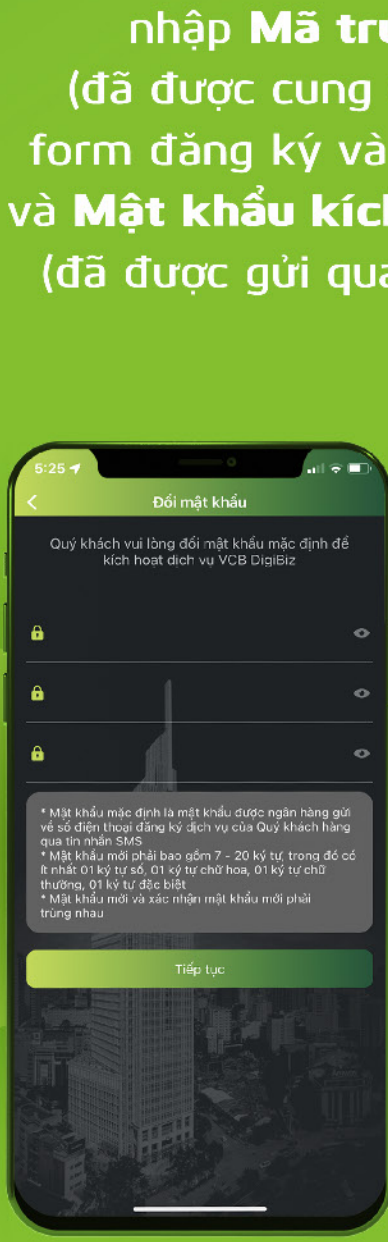 nhập Mã
(đã được cung
form đăng ký và
và Mật khẩu
(đã được gửi
5:25
Đổi mật khẩu
Quý khách vui lòng đổi mật khẩu mặc định để
kích hoạt dịch vụ VCB DigiBiz
* Mật khẩu mặc định là mật khẩu được ngân hàng gửi
về số điện thoại đăng ký dịch vụ của Quý khách hàng
qua tin nhắn SMS
* Mật khẩu mới phải bao gồm 7 - 20 ký tự, trong đó có
ít nhất 01 ký tự số, 01 ký tự chữ hoa, 01 ký tự chữ
thường, 01 ký tự đặc biệt
* Mật khẩu mới và xác nhận mật khẩu mới phải
trùng nhau
Tiếp tục